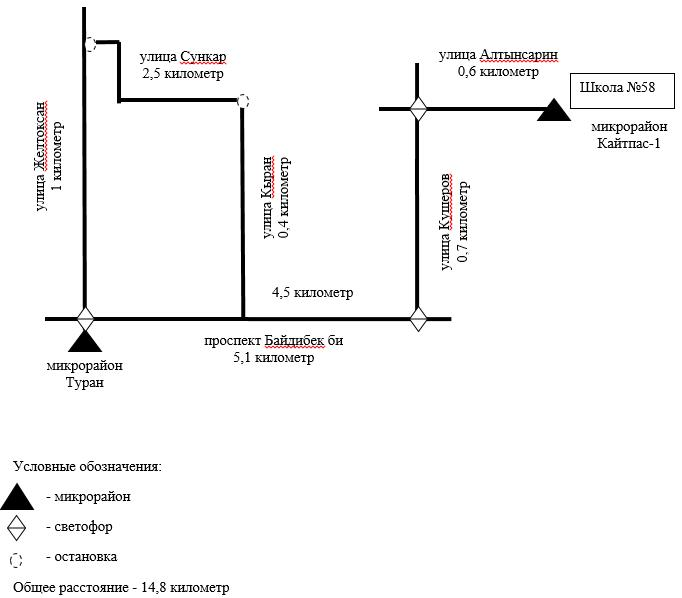 улица Сункар
2,5 километр
улица Алтынсарин
0,6 километр
Школа №58
микрорайон
Кайтпас-1
улица Желтоксан
1 километр
улица Кыран
0,4 километр
улица Кушеров
0,7 километр
4,5 километр
проспект Байдибек би
5,1 километр
микрорайон
Туран
Условные обозначения:
- микрорайон
- светофор
- остановка
Общее расстояние - 14,8 километр